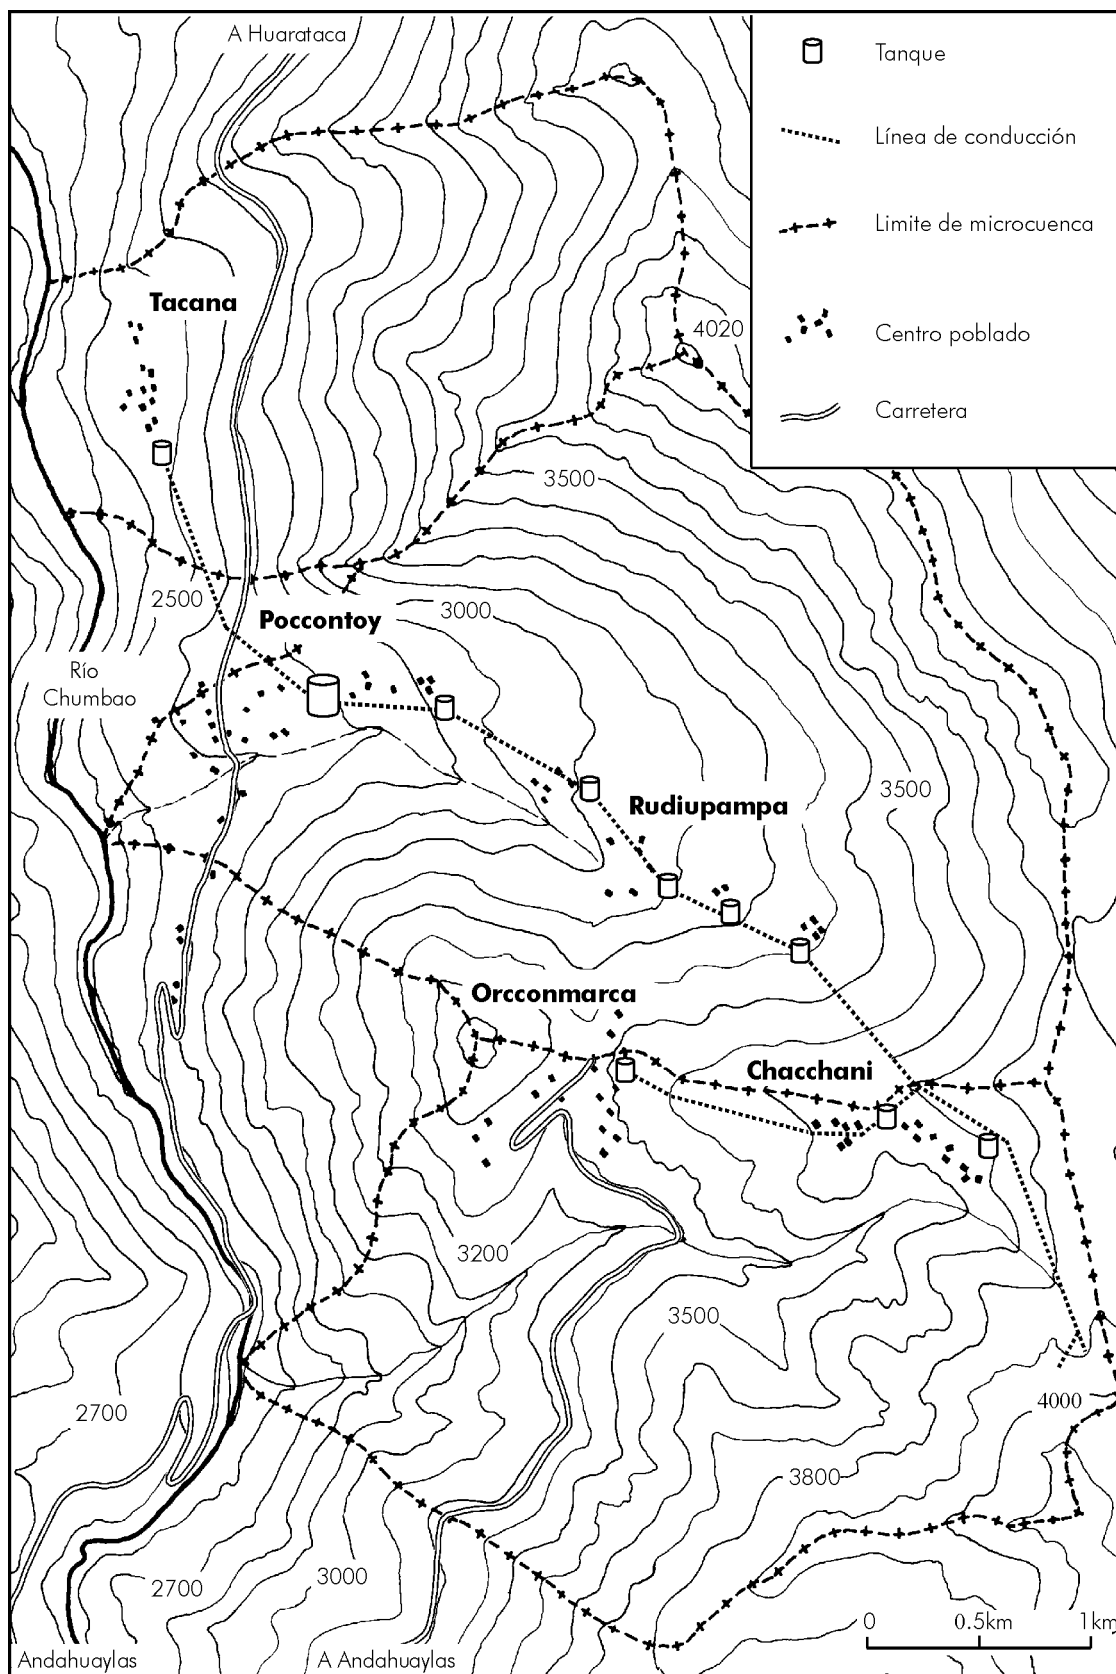 A Huarataca
Tanque
Línea de conducción
Limite de microcuenca
Centro poblado
Carretera
Tacana
4020
3500
2500
Poccontoy
3000
Río
Chumbao
3500
Rudiupampa
Orcconmarca
Chacchani
3200
3500
2700
4000
3800
2700
3000
0 0.5km 1km
Andahuaylas
A Andahuaylas